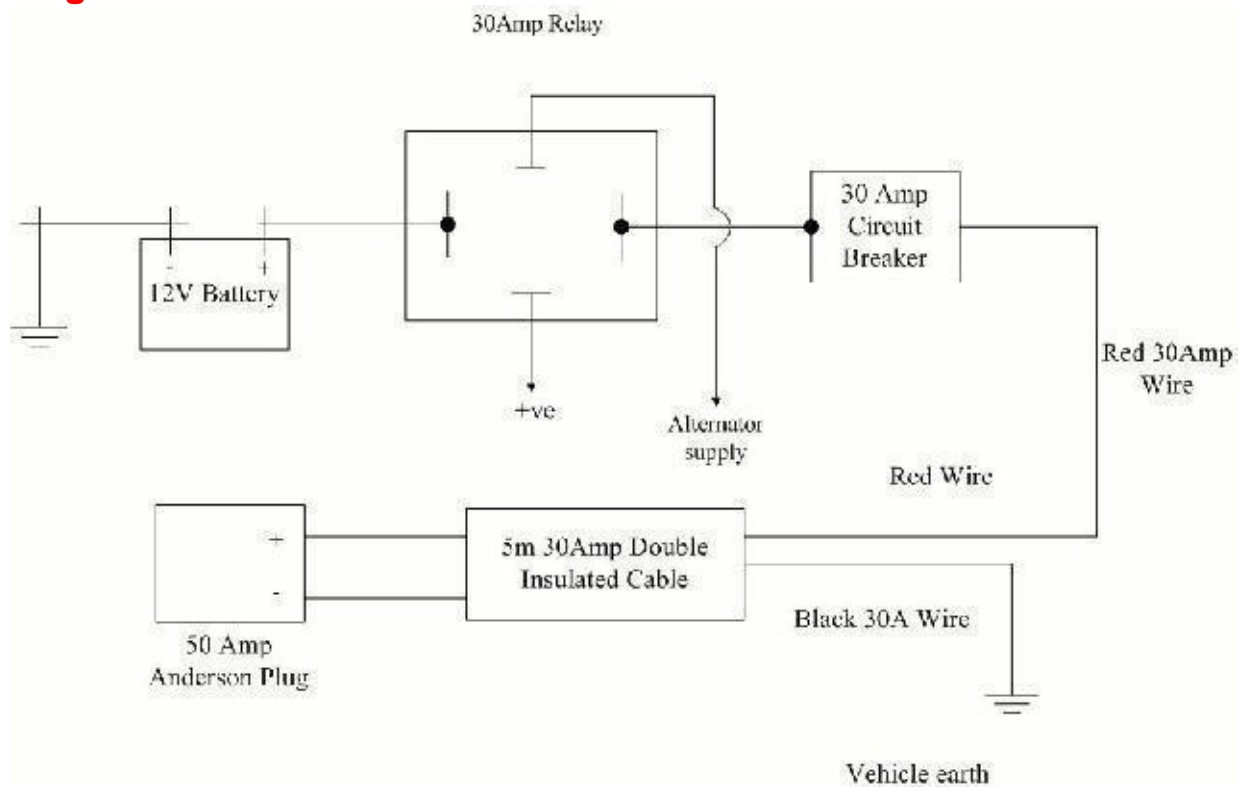 30Amp Relay
30 Amp
Circuit
Breaker
-
+
12V Battery
Red 30Amp
Wire
+ve
Alternator
supply
Red Wire
+
-
5m 30Amp Double
Insulated Cable
Black 30A Wire
50 Amp
Anderson Plug
Vehicle earth